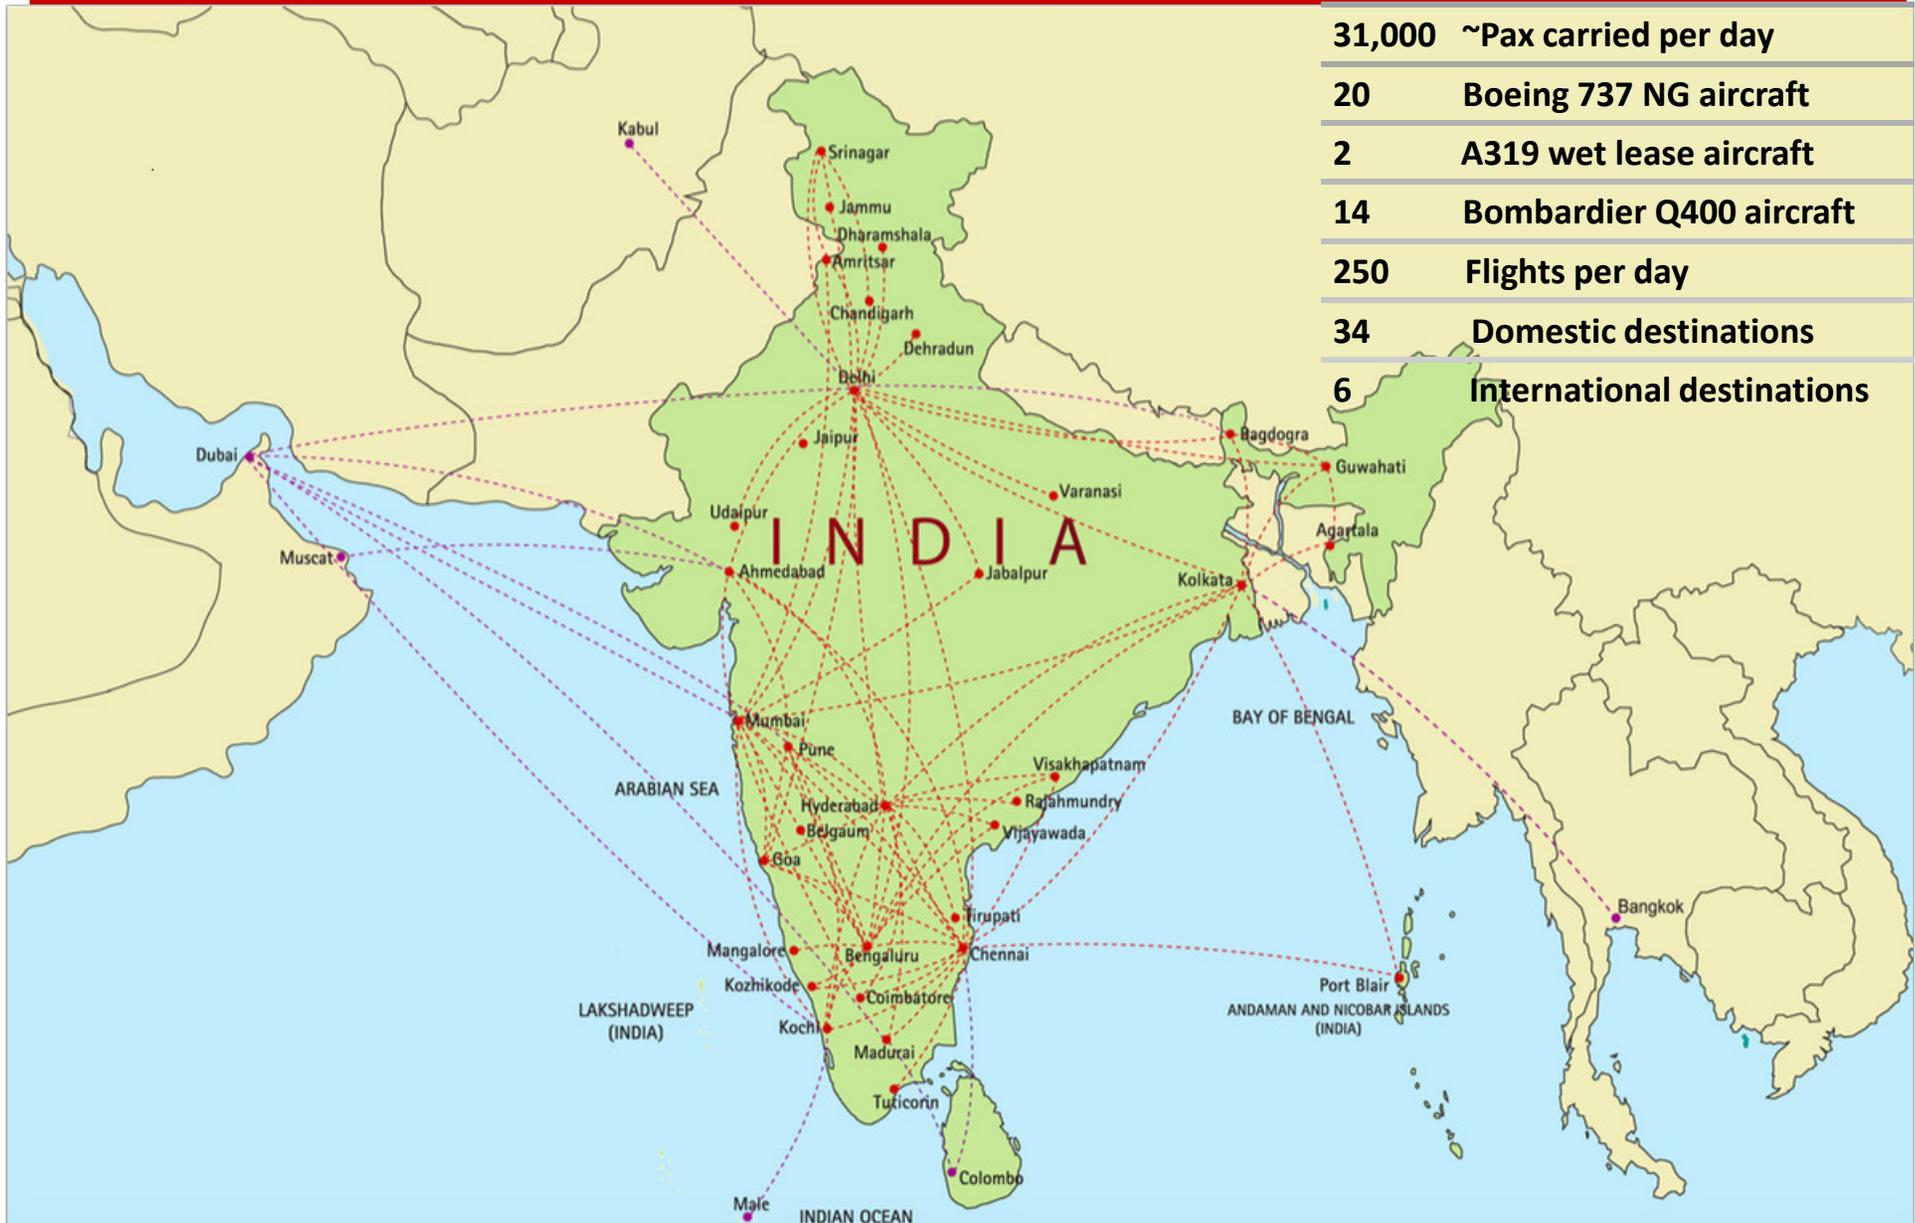 31,000 ~Pax carried per day
20 Boeing 737 NG aircraft
2 A319 wet lease aircraft
14 Bombardier Q400 aircraft
250 Flights per day
34 Domestic destinations
6 International destinations
Kabul
Srinagar
Jammu
Dharamshala
Amritsar
Chandigarh
Dehradun
Delhi
Jaipur
Bagdogra
Dubai
Guwahati
Varanasi
Udaipur
Agartala
INDIA
Muscat
Ahmedabad
Jabalpur
Kolkata
Mumbai
BAY OF BENGAL
Pune
Visakhapatnam
ARABIAN SEA
Hyderabad
Rajahmundry
Belgaum
Vijayawada
Goa
Bangkok
Tirupati
Mangalore
Bengaluru
Chennai
Kozhikode
Port Blair
Coimbatore
LAKSHADWEEP
(INDIA)
ANDAMAN AND NICOBAR ISLANDS
(INDIA)
Kochi
Madurai
Tuticorin
Colombo
Male
INDIAN OCEAN